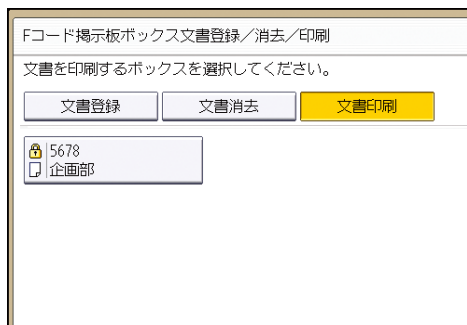 Fコード掲示板ボックス文書登録／消去／印刷
文書を印刷するボックスを選択してください。
文書登録 文書消去 文書印刷
5678
企画部